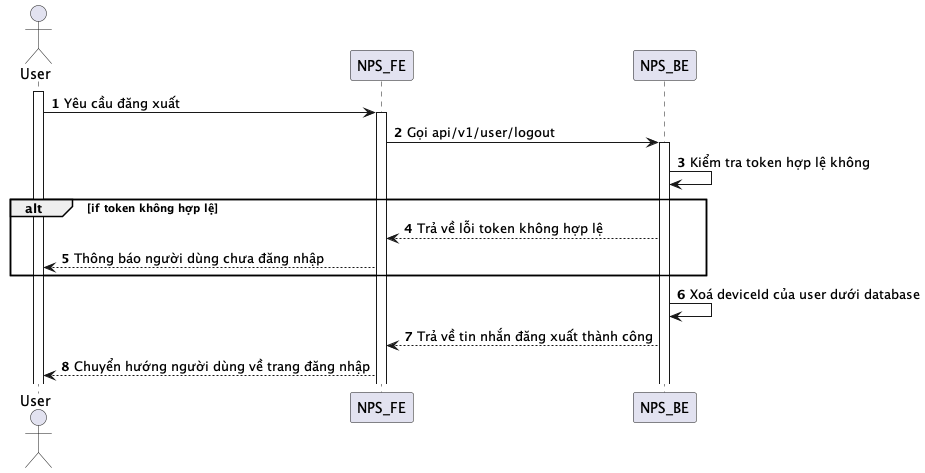 User
NPS_FE
NPS_BE
1 Yêu cầu đăng xuất
2 Gọi api/v1/user/logout
3 Kiểm tra token hợp lệ không
alt [if token không hợp lệ]
4 Trả về lỗi token không hợp lệ
5 Thông báo người dùng chưa đăng nhập
6 Xoá deviceId của user dưới database
7 Trả về tin nhắn đăng xuất thành công
8 Chuyển hướng người dùng về trang đăng nhập
User
NPS_FE
NPS_BE